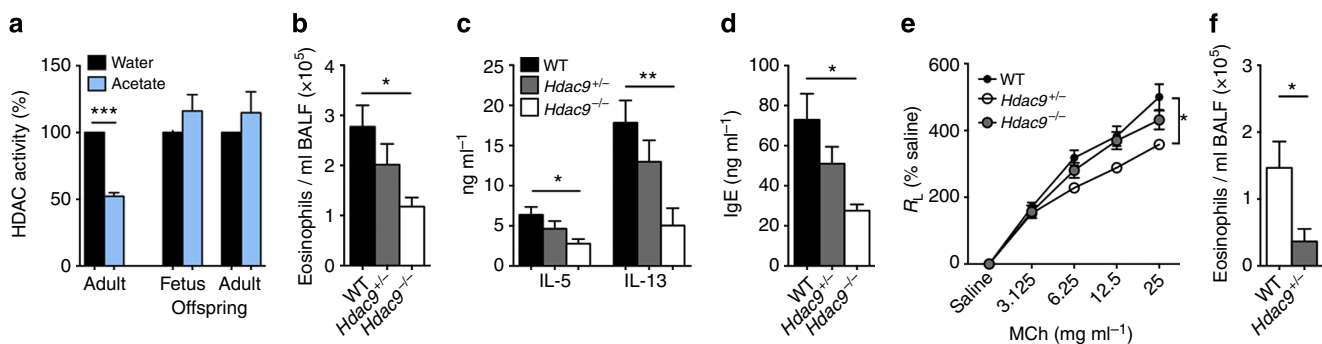 a
HDAC activity (%)
150
100
50
0
Water
Acetate
***
Adult
Fetus
Adult
Offspring
b
Eosinophils / ml BALF (×10⁵)
4
3
2
1
0
*
WT
Hdac9⁺/⁻
Hdac9⁻/⁻
c
ng ml⁻¹
25
20
15
10
5
0
WT
Hdac9⁺/⁻
Hdac9⁻/⁻
*
**
IL-5
IL-13
d
IgE (ng ml⁻¹)
100
80
60
40
20
0
*
WT
Hdac9⁺/⁻
Hdac9⁻/⁻
e
R_L (% saline)
600
400
200
0
WT
Hdac9⁺/⁻
Hdac9⁻/⁻
*
Saline
3.125
6.25
12.5
25
MCh (mg ml⁻¹)
f
Eosinophils / ml BALF (×10⁵)
3
2
1
0
*
WT
Hdac9⁺/⁻